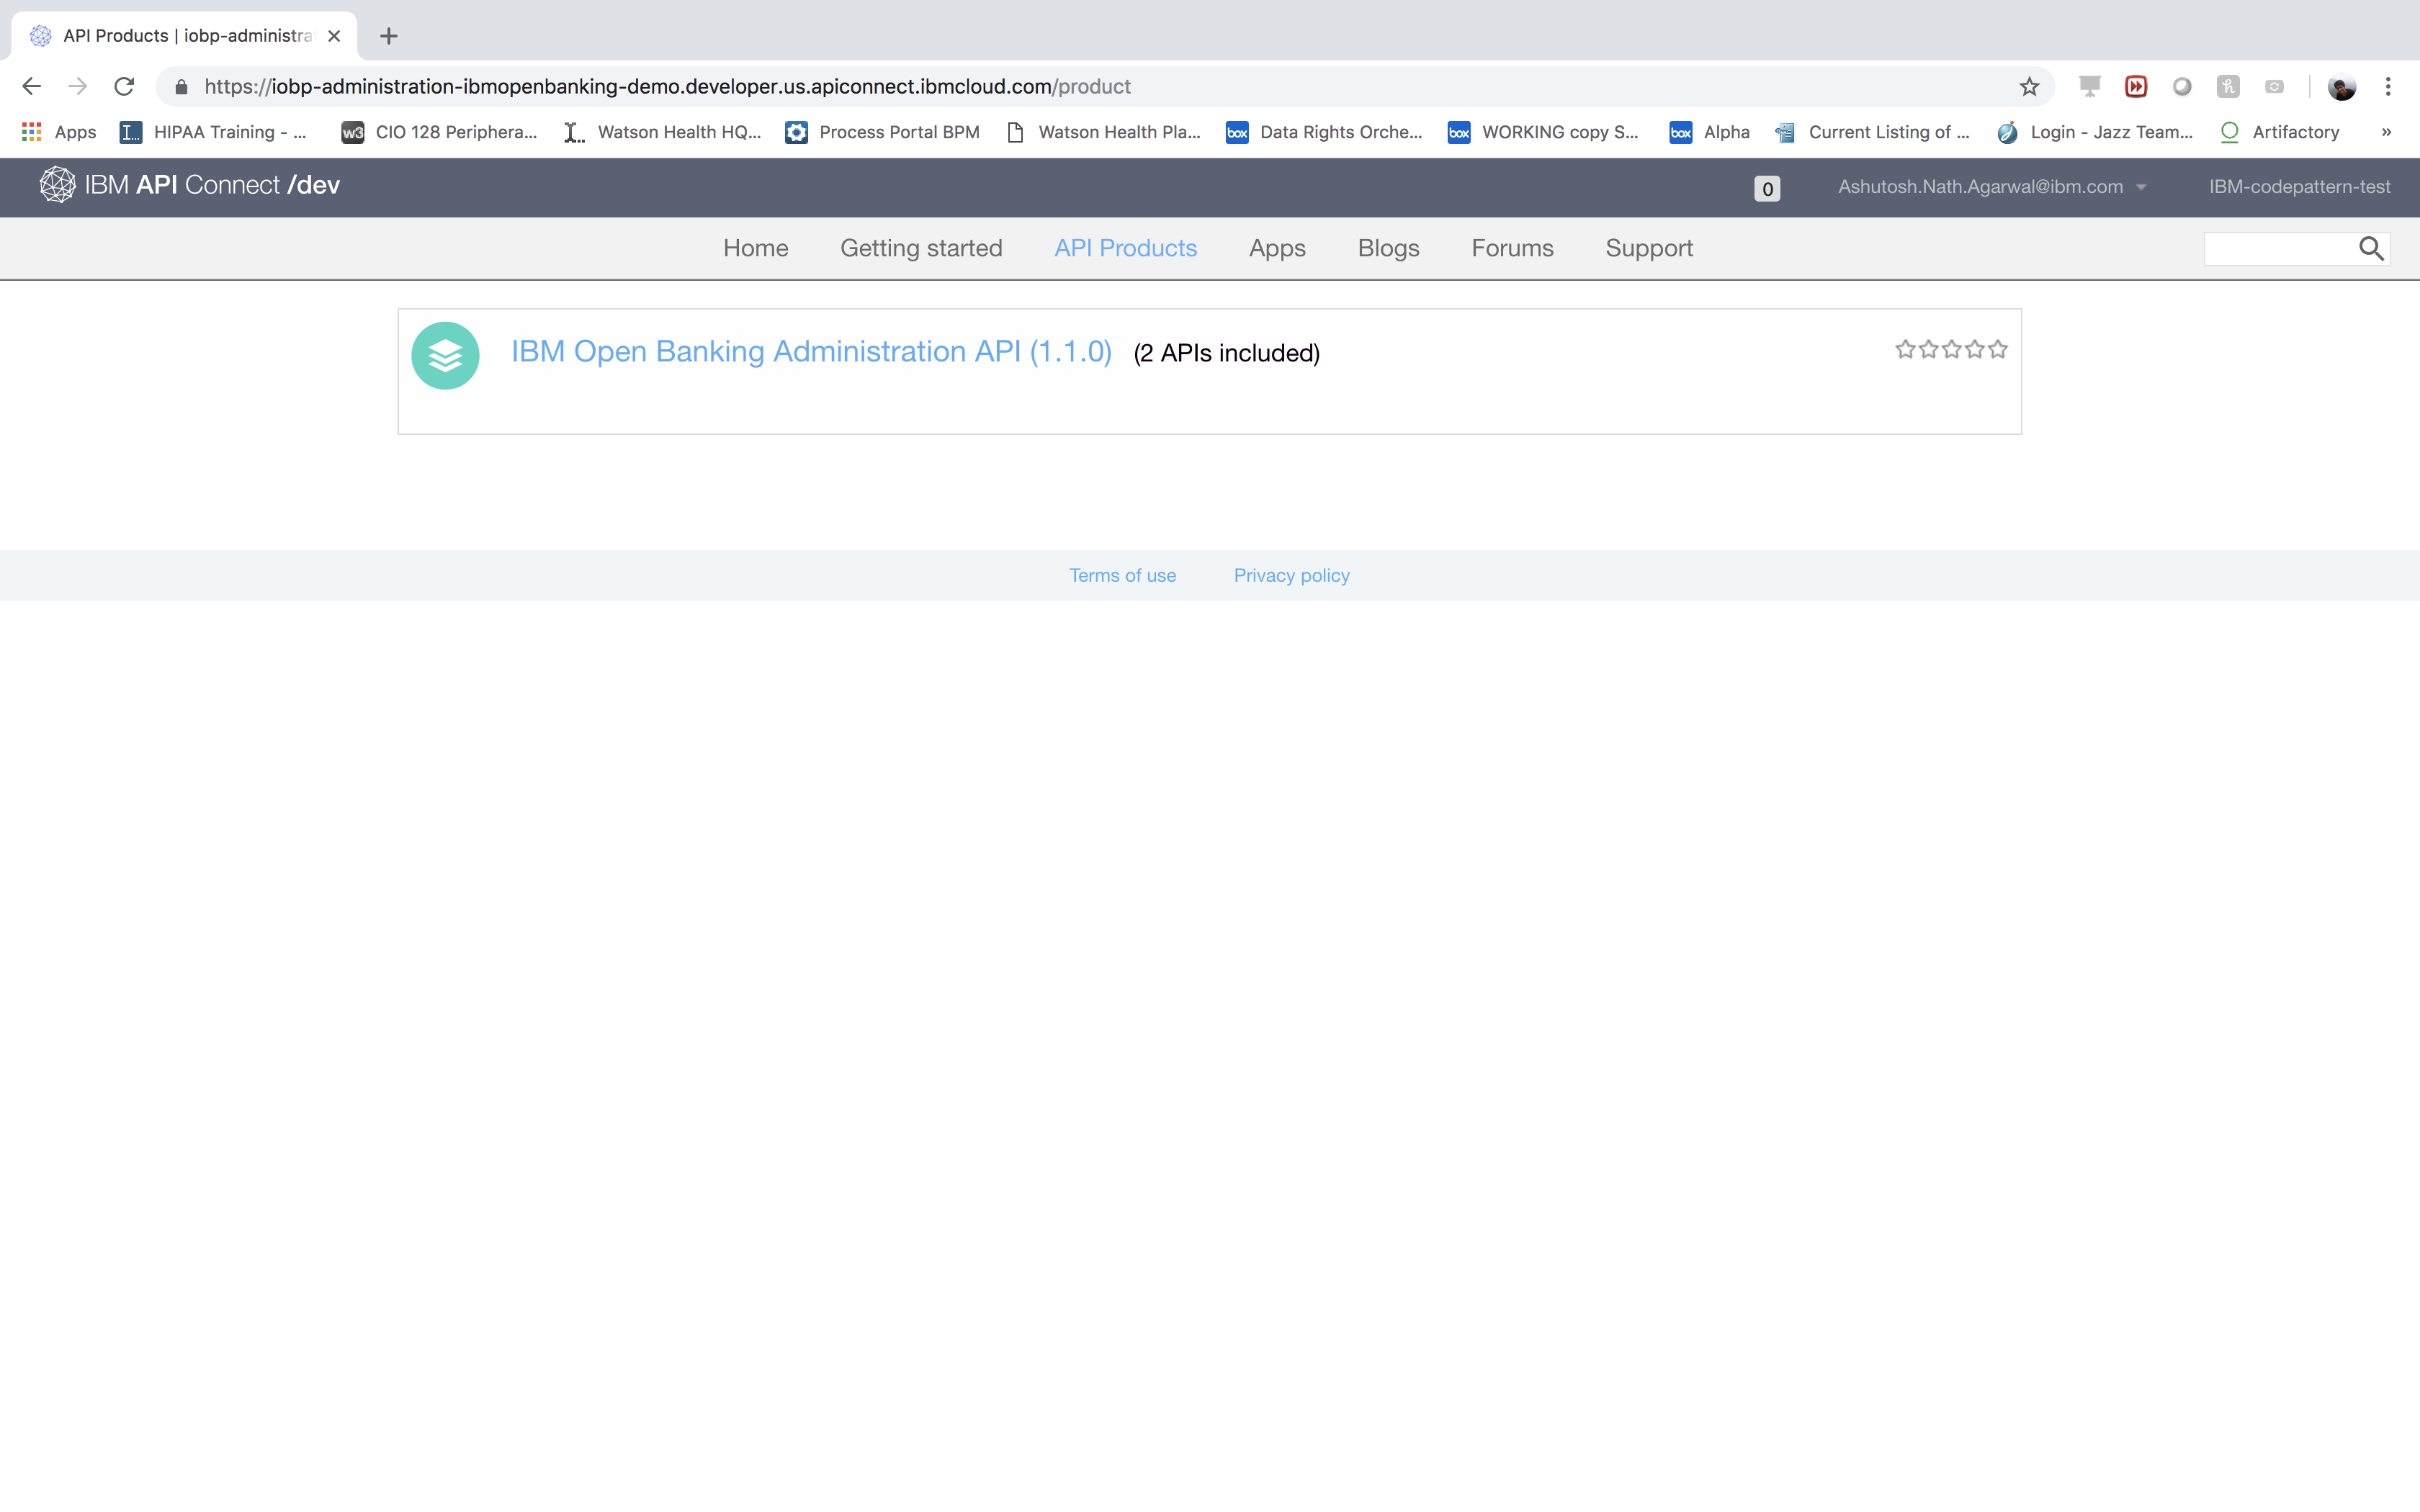 API Products | iobp-administra
https://iobp-administration-ibmopenbanking-demo.developer.us.apiconnect.ibmcloud.com/product
Apps I... HIPAA Training - ... w3 CIO 128 Periphera... I... Watson Health HQ... Process Portal BPM Watson Health Pla... box Data Rights Orche... box WORKING copy S... box Alpha Current Listing of ... Login - Jazz Team... Artifactory »
IBM API Connect /dev 0 Ashutosh.Nath.Agarwal@ibm.com IBM-codepattern-test
Home Getting started API Products Apps Blogs Forums Support
IBM Open Banking Administration API (1.1.0) (2 APIs included)
Terms of use Privacy policy